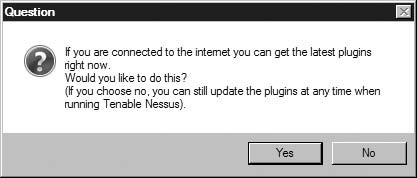 Question
If you are connected to the internet you can get the latest plugins
right now.
Would you like to do this?
(If you choose no, you can still update the plugins at any time when
running Tenable Nessus).
Yes
No